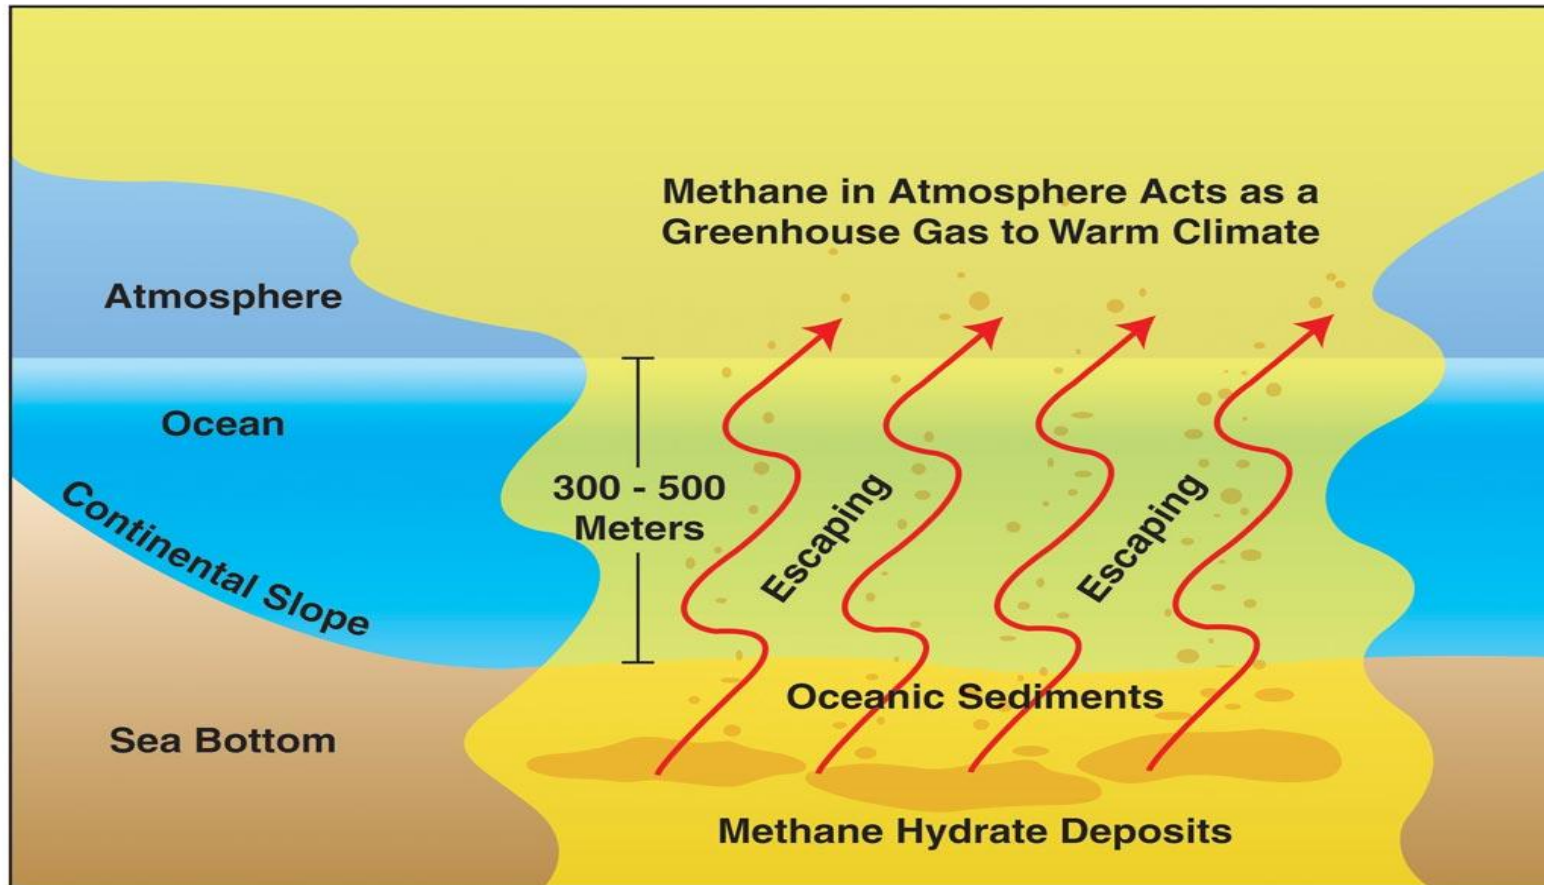 Methane in Atmosphere Acts as a
Greenhouse Gas to Warm Climate
Atmosphere
Ocean
Continental Slope
300 - 500
Meters
Escaping
Escaping
Oceanic Sediments
Sea Bottom
Methane Hydrate Deposits